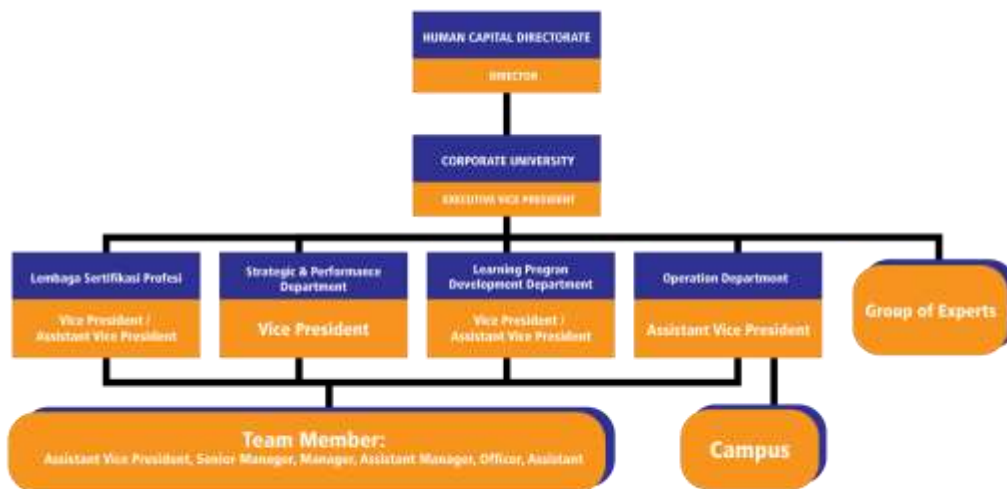 HUMAN CAPITAL DIRECTORATE
DIRECTOR
CORPORATE UNIVERSITY
EXECUTIVE VICE PRESIDENT
Lembaga Sertifikasi Profesi
Vice President /
Assistant Vice President
Strategic & Performance
Department
Vice President
Learning Progran
Development Department
Vice President /
Assistant Vice President
Operation Department
Assistant Vice President
Group of Experts
Team Member:
Assistant Vice President, Senior Manager, Manager, Assistant Manager, Officer, Assistant
Campus